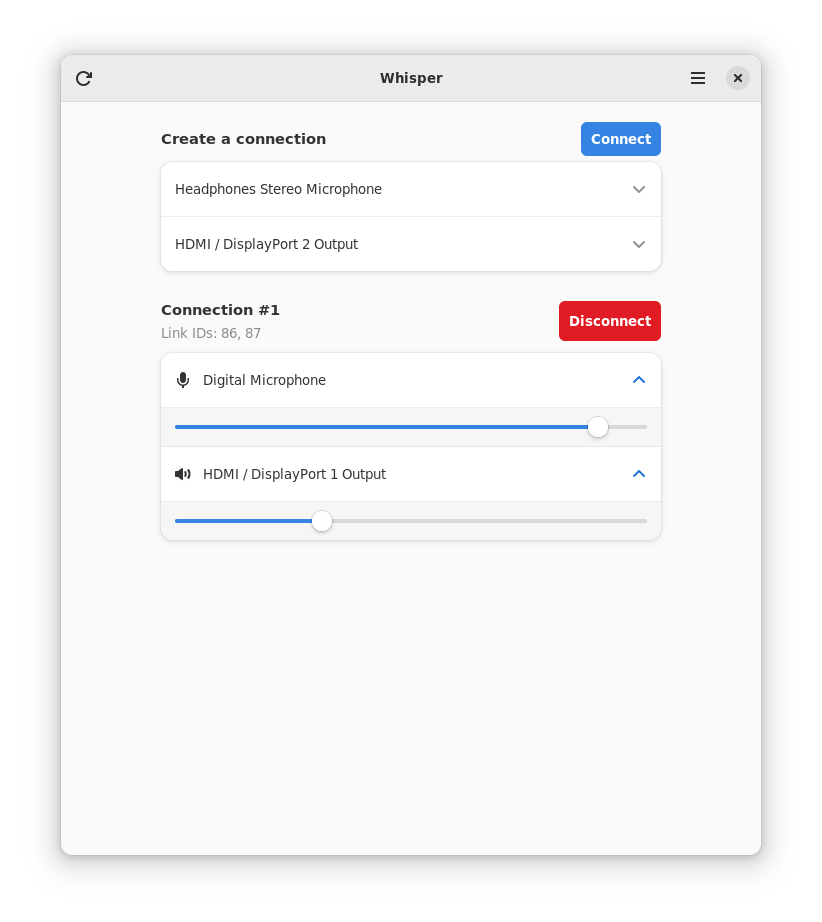 Whisper
Create a connection
Connect
Headphones Stereo Microphone
HDMI / DisplayPort 2 Output
Connection #1
Link IDs: 86, 87
Disconnect
Digital Microphone
HDMI / DisplayPort 1 Output